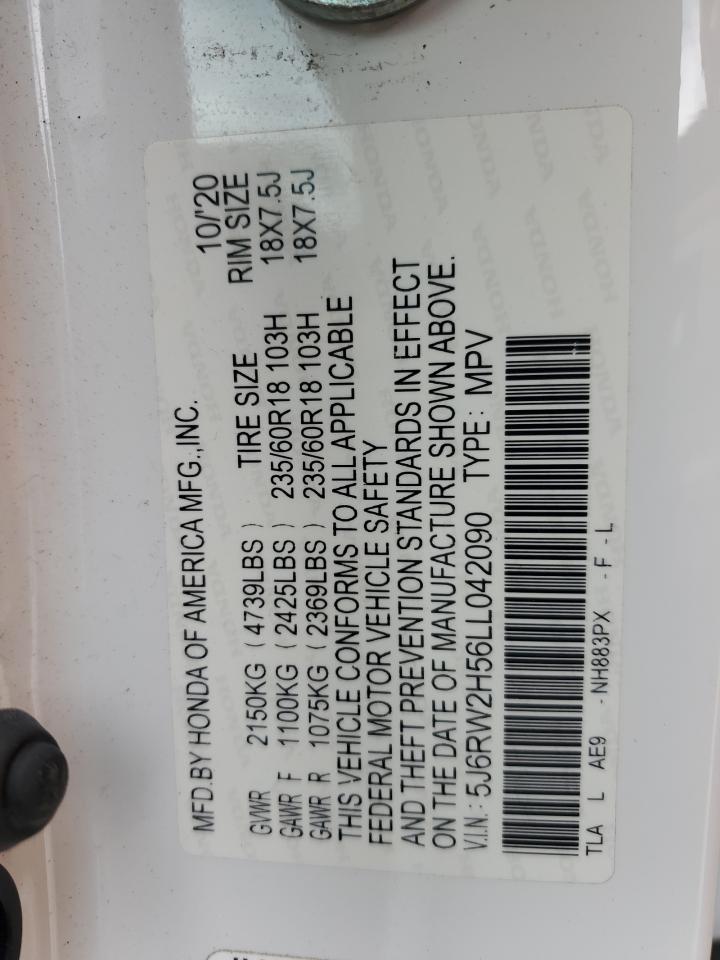 MFD.BY HONDA OF AMERICA MFG.,INC. 10/'20
TIRE SIZE RIM SIZE
GVWR 2150KG ( 4739LBS )
GAWR F 1100KG ( 2425LBS ) 235/60R18 103H 18X7.5J
GAWR R 1075KG ( 2369LBS ) 235/60R18 103H 18X7.5J
THIS VEHICLE CONFORMS TO ALL APPLICABLE
FEDERAL MOTOR VEHICLE SAFETY
AND THEFT PREVENTION STANDARDS IN EFFECT
ON THE DATE OF MANUFACTURE SHOWN ABOVE.
V.I.N.: 5J6RW2H56LL042090 TYPE: MPV
TLA L AE9 -NH883PX -F-L